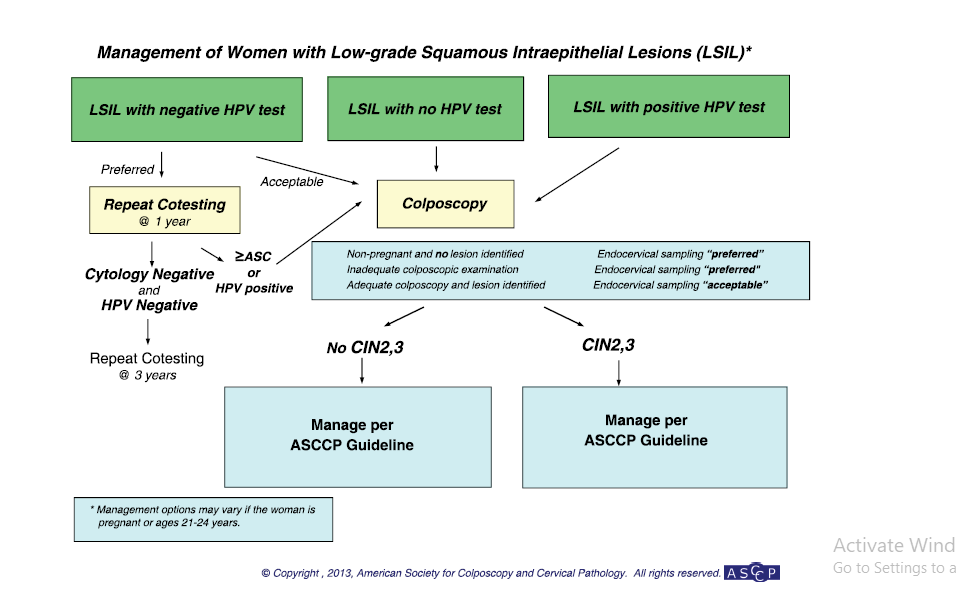 Management of Women with Low-grade Squamous Intraepithelial Lesions (LSIL)*
LSIL with negative HPV test
LSIL with no HPV test
LSIL with positive HPV test
Preferred
Acceptable
Repeat Cotesting
@ 1 year
Colposcopy
≥ASC
or
HPV positive
Cytology Negative
and
HPV Negative
Non-pregnant and no lesion identified Endocervical sampling “preferred”
Inadequate colposcopic examination Endocervical sampling “preferred"
Adequate colposcopy and lesion identified Endocervical sampling “acceptable”
Repeat Cotesting
@ 3 years
No CIN2,3
CIN2,3
Manage per
ASCCP Guideline
Manage per
ASCCP Guideline
* Management options may vary if the woman is
pregnant or ages 21-24 years.
© Copyright , 2013, American Society for Colposcopy and Cervical Pathology. All rights reserved. ASCCP
Activate Wind
Go to Settings to a